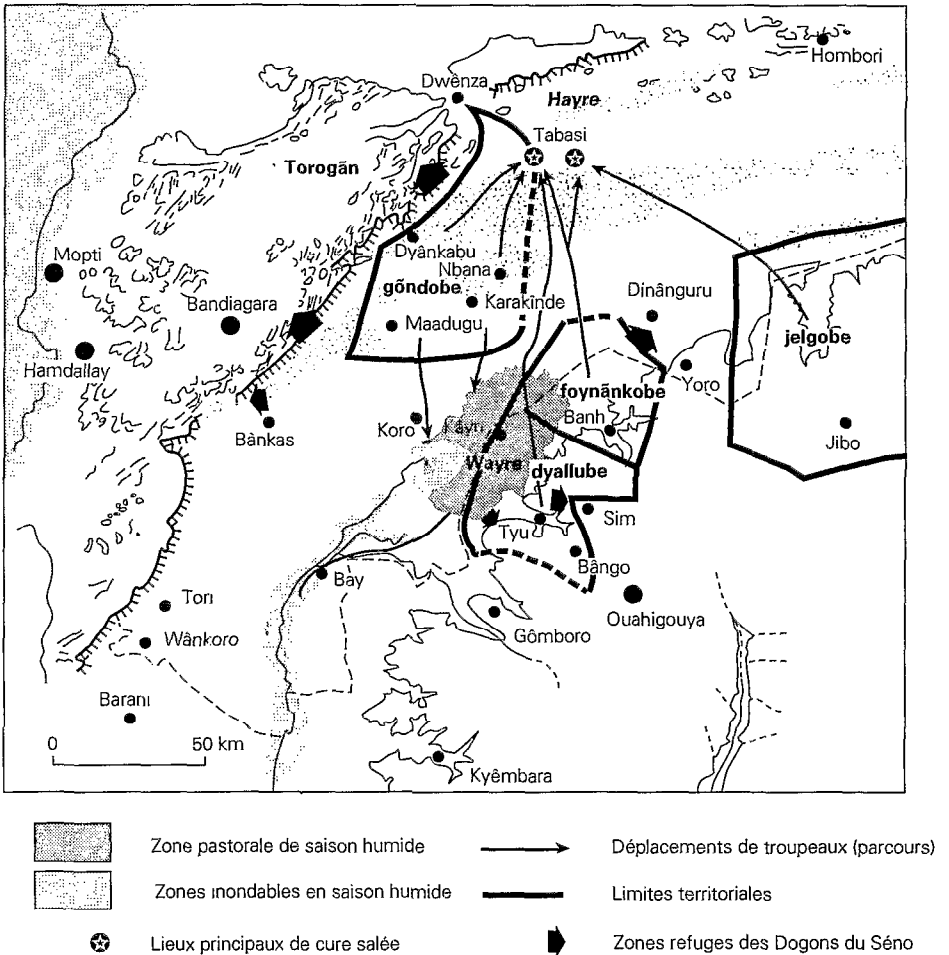 Hombori
Dwênza
Hayre
Tabasi
Torogãn
Dyânkabu
Mopti
Nbana
gõndobe
Dinânguru
Bandiagara
Karakinde
Maadugu
jelgobe
Hamdallay
Yoro
foynãnkobe
Banh
Koro
Kâyri
Jibo
Bànkas
Wayre
dyallube
Sim
Tyu
Bângo
Bay
Tori
Ouahigouya
Gômboro
Wânkoro
Barani
0 50 km
Kyêmbara
Zone pastorale de saison humide
Déplacements de troupeaux (parcours)
Zones inondables en saison humide
Limites territoriales
Lieux principaux de cure salée
Zones refuges des Dogons du Séno